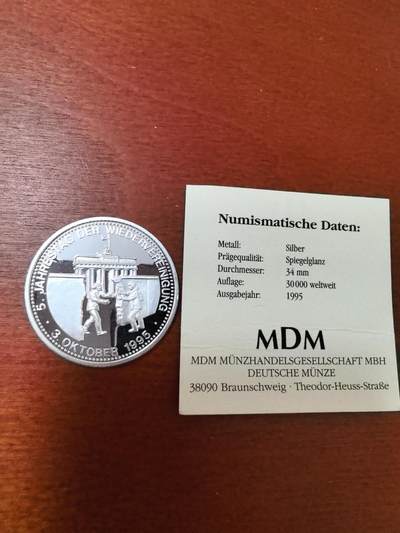 5. JAHRESTAG DER WIEDERVEREINIGUNG
3. OKTOBER 1995
Numismatische Daten:
Metall: Silber
Prägequalität: Spiegelglanz
Durchmesser: 34 mm
Auflage: 30 000 weltweit
Ausgabejahr: 1995
MDM
MDM MÜNZHANDELSGESELLSCHAFT MBH
DEUTSCHE MÜNZE
38090 Braunschweig · Theodor-Heuss-Straße